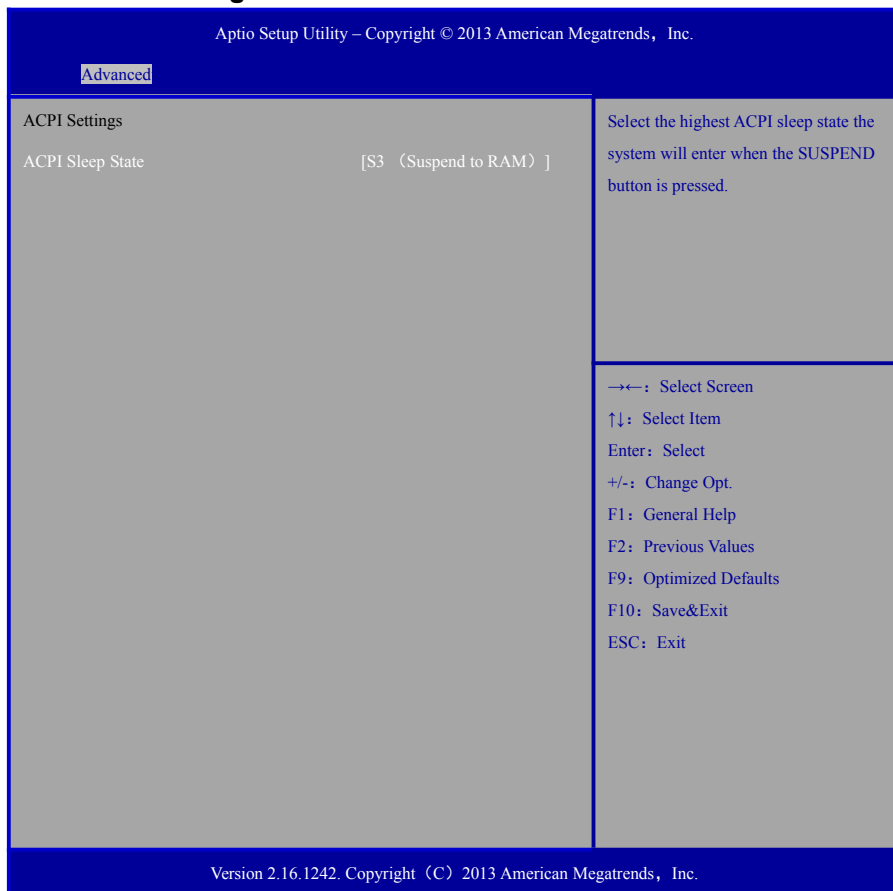 Aptio Setup Utility – Copyright © 2013 American Megatrends，Inc.
Advanced
ACPI Settings
ACPI Sleep State [S3 （Suspend to RAM）]
Select the highest ACPI sleep state the
system will enter when the SUSPEND
button is pressed.
→←：Select Screen
↑↓：Select Item
Enter：Select
+/-：Change Opt.
F1：General Help
F2：Previous Values
F9：Optimized Defaults
F10：Save&Exit
ESC：Exit
Version 2.16.1242. Copyright（C）2013 American Megatrends，Inc.